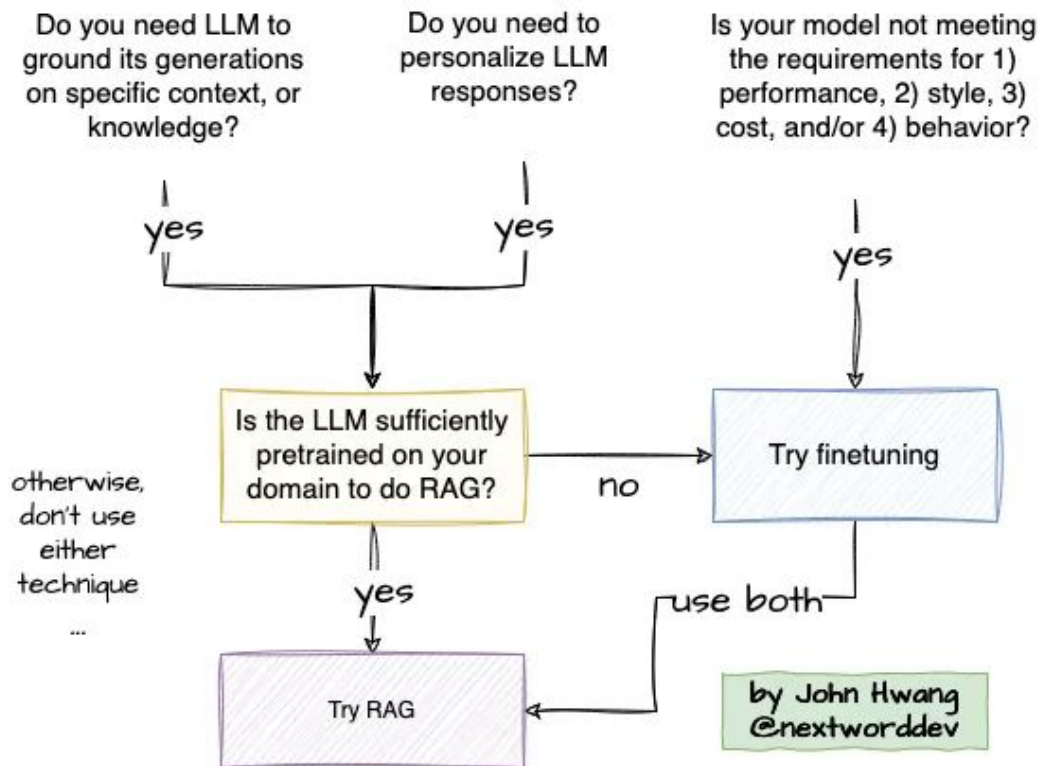 Do you need LLM to
ground its generations
on specific context, or
knowledge?
Do you need to
personalize LLM
responses?
Is your model not meeting
the requirements for 1)
performance, 2) style, 3)
cost, and/or 4) behavior?
yes
yes
yes
Is the LLM sufficiently
pretrained on your
domain to do RAG?
no
Try finetuning
otherwise,
don't use
either
technique
...
yes
use both
Try RAG
by John Hwang
@nextworddev